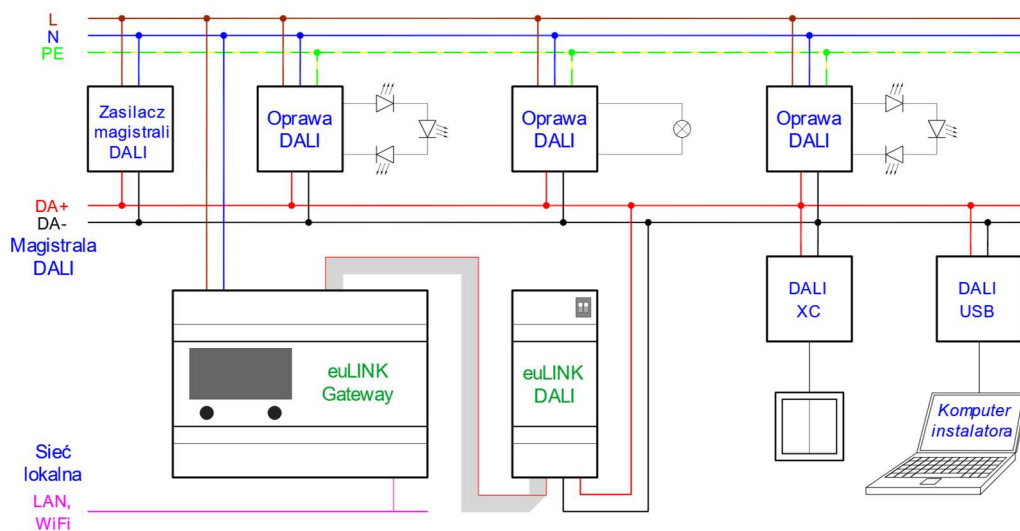 L
N
PE
Zasilacz
magistrali
DALI
Oprawa
DALI
Oprawa
DALI
Oprawa
DALI
DA+
DA-
Magistrala
DALI
DALI
XC
DALI
USB
euLINK
Gateway
euLINK
DALI
Komputer
instalatora
Sieć
lokalna
LAN,
WiFi